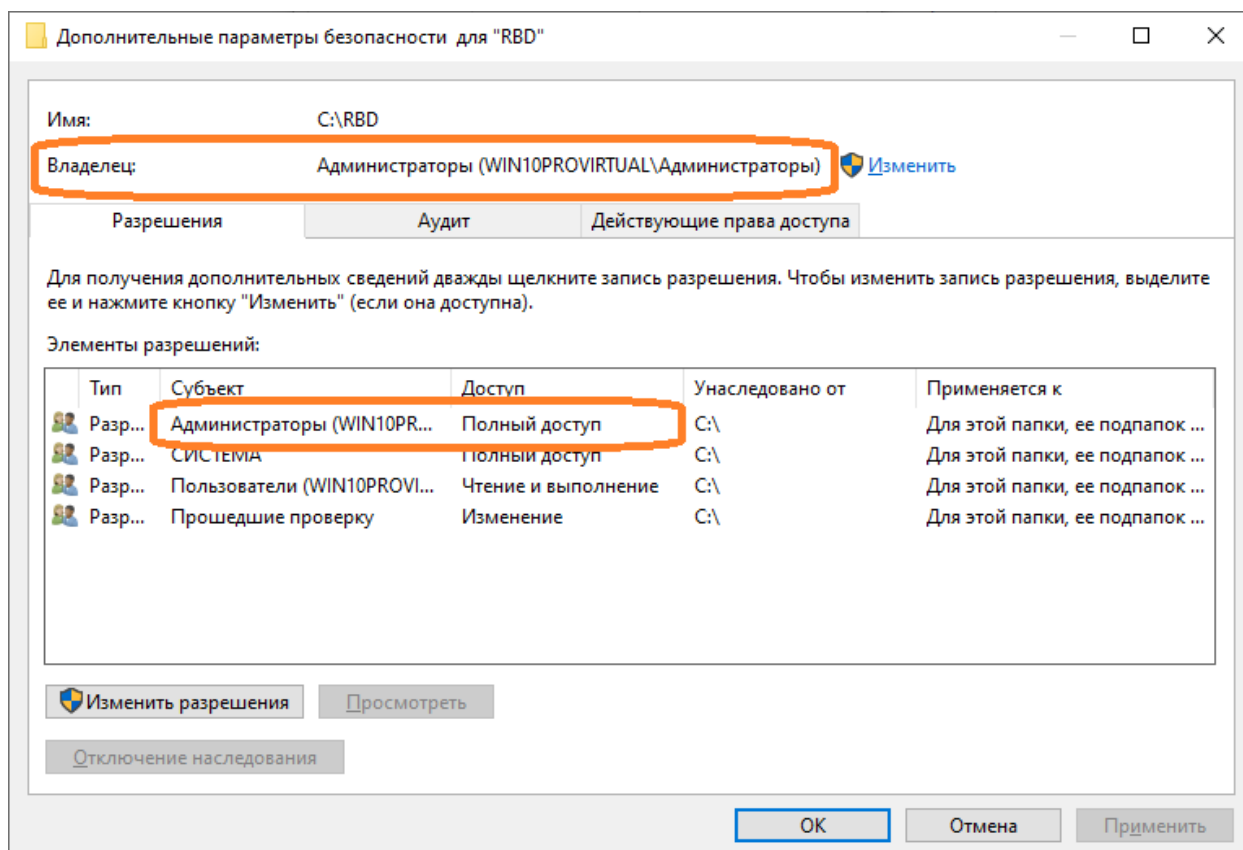 Дополнительные параметры безопасности для "RBD"
Имя: C:\RBD
Владелец: Администраторы (WIN10PROVIRTUAL\Администраторы) Изменить
Разрешения Аудит Действующие права доступа
Для получения дополнительных сведений дважды щелкните запись разрешения. Чтобы изменить запись разрешения, выделите
ее и нажмите кнопку "Изменить" (если она доступна).
Элементы разрешений:
Тип Субъект Доступ Унаследовано от Применяется к
Разр... Администраторы (WIN10PR... Полный доступ C:\ Для этой папки, ее подпапок ...
Разр... СИСТЕМА Полный доступ C:\ Для этой папки, ее подпапок ...
Разр... Пользователи (WIN10PROVI... Чтение и выполнение C:\ Для этой папки, ее подпапок ...
Разр... Прошедшие проверку Изменение C:\ Для этой папки, ее подпапок ...
Изменить разрешения Просмотреть
Отключение наследования
ОК Отмена Применить